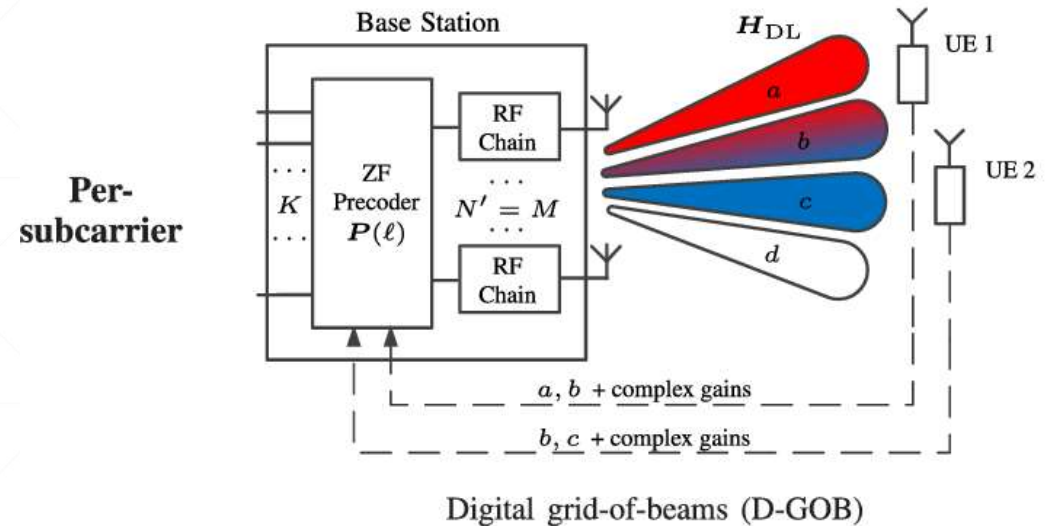 Base Station
H_DL
UE 1
a
RF
Chain
b
UE 2
Per-
subcarrier
...
K
...
ZF
Precoder
P(ℓ)
...
N′ = M
...
c
d
RF
Chain
a, b + complex gains
b, c + complex gains
Digital grid-of-beams (D-GOB)